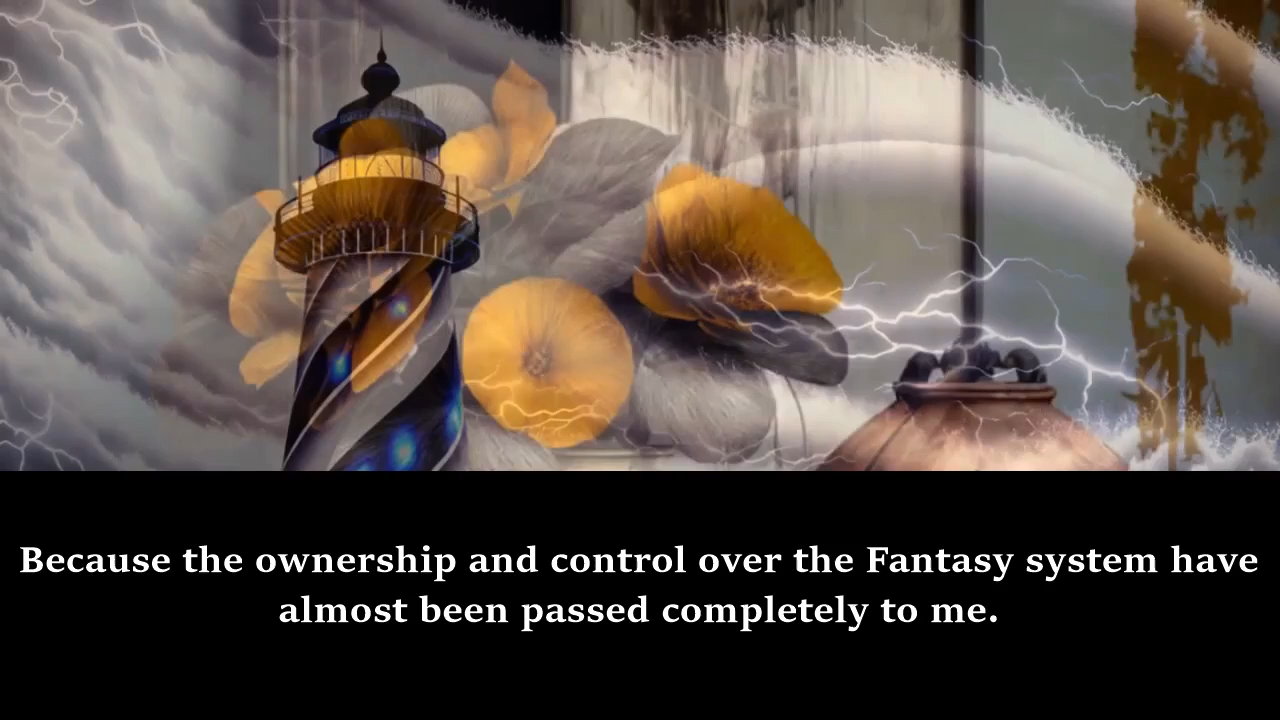 Because the ownership and control over the Fantasy system have
almost been passed completely to me.